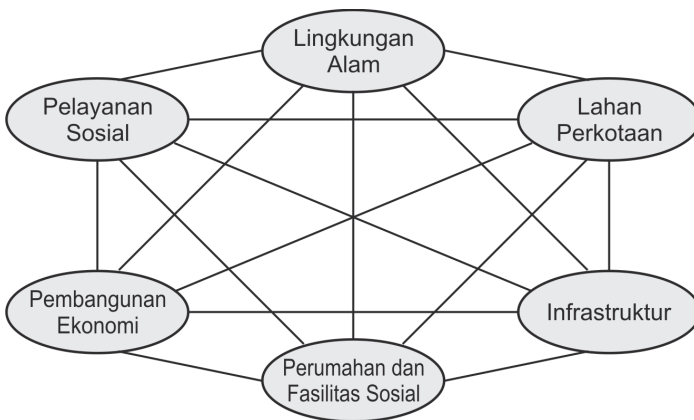 Lingkungan
Alam
Pelayanan
Sosial
Lahan
Perkotaan
Pembangunan
Ekonomi
Infrastruktur
Perumahan dan
Fasilitas Sosial